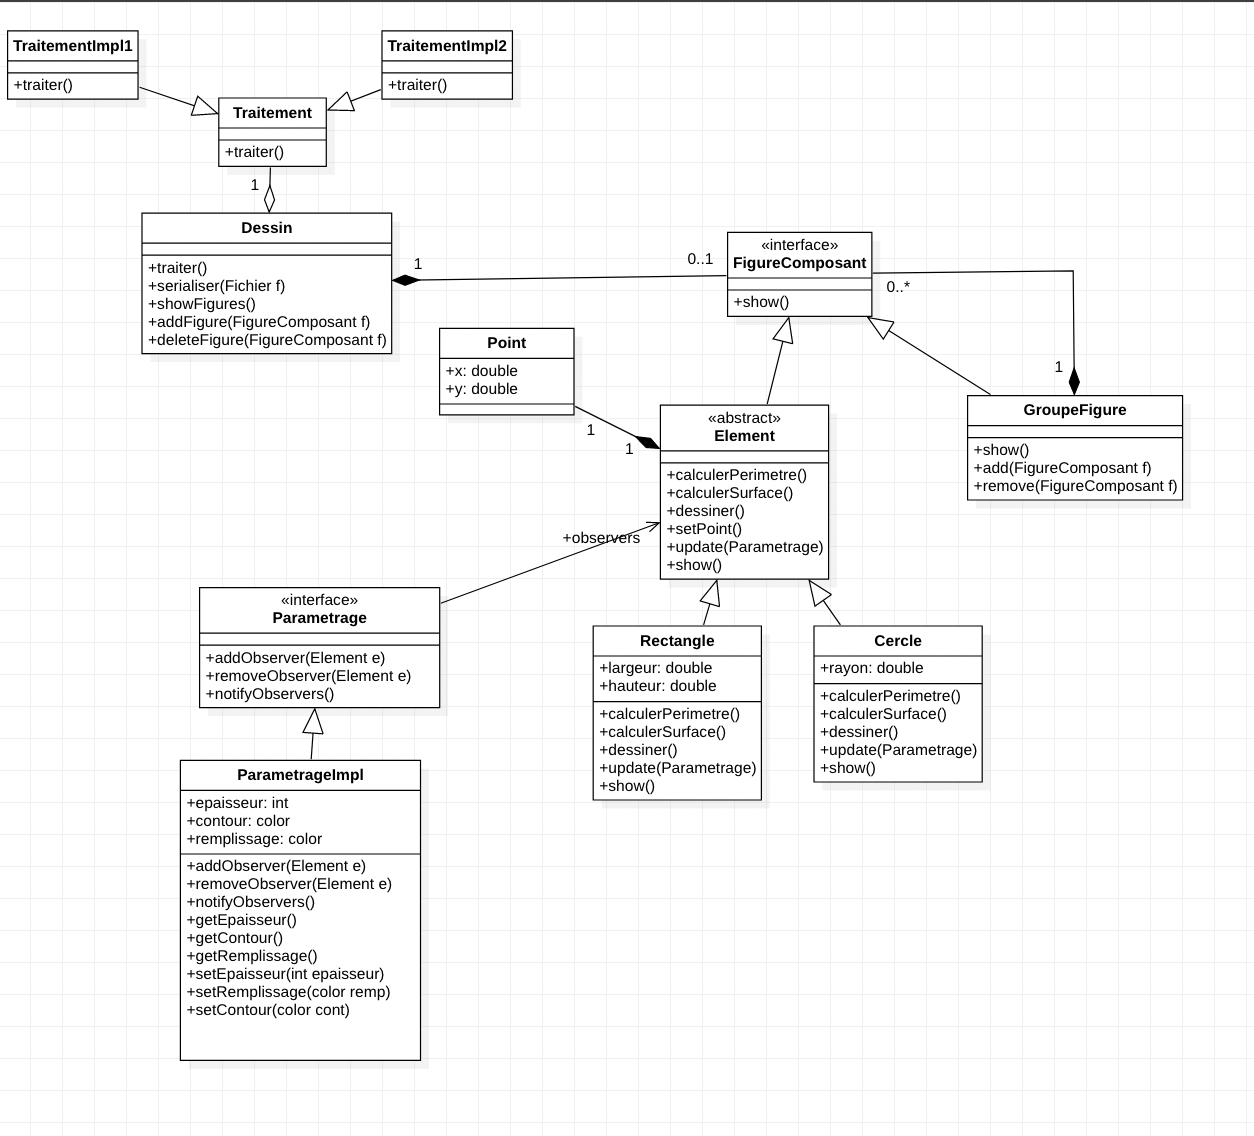 TraitementImpl1
+traiter()
TraitementImpl2
+traiter()
Traitement
+traiter()
1
Dessin
+traiter()
+serialiser(Fichier f)
+showFigures()
+addFigure(FigureComposant f)
+deleteFigure(FigureComposant f)
1
0..1
«interface»
FigureComposant
+show()
0..*
1
Point
+x: double
+y: double
1
1
«abstract»
Element
+calculerPerimetre()
+calculerSurface()
+dessiner()
+setPoint()
+update(Parametrage)
+show()
GroupeFigure
+show()
+add(FigureComposant f)
+remove(FigureComposant f)
+observers
«interface»
Parametrage
+addObserver(Element e)
+removeObserver(Element e)
+notifyObservers()
Rectangle
+largeur: double
+hauteur: double
+calculerPerimetre()
+calculerSurface()
+dessiner()
+update(Parametrage)
+show()
Cercle
+rayon: double
+calculerPerimetre()
+calculerSurface()
+dessiner()
+update(Parametrage)
+show()
ParametrageImpl
+epaisseur: int
+contour: color
+remplissage: color
+addObserver(Element e)
+removeObserver(Element e)
+notifyObservers()
+getEpaisseur()
+getContour()
+getRemplissage()
+setEpaisseur(int epaisseur)
+setRemplissage(color remp)
+setContour(color cont)